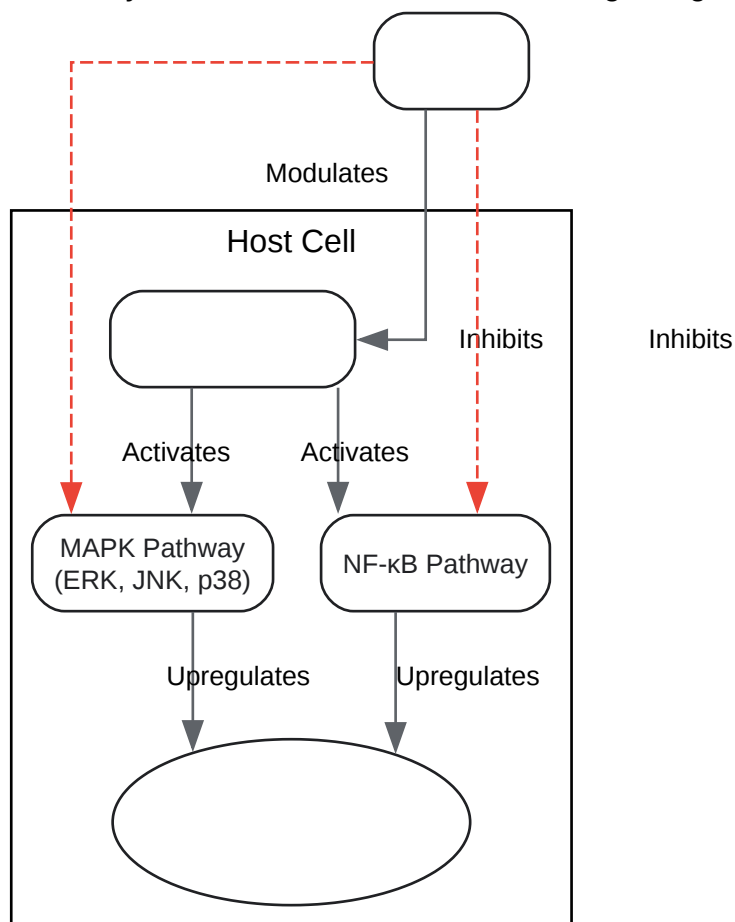 Modulates
Host Cell
Inhibits
Inhibits
Activates
Activates
MAPK Pathway
(ERK, JNK, p38)
NF-κB Pathway
Upregulates
Upregulates